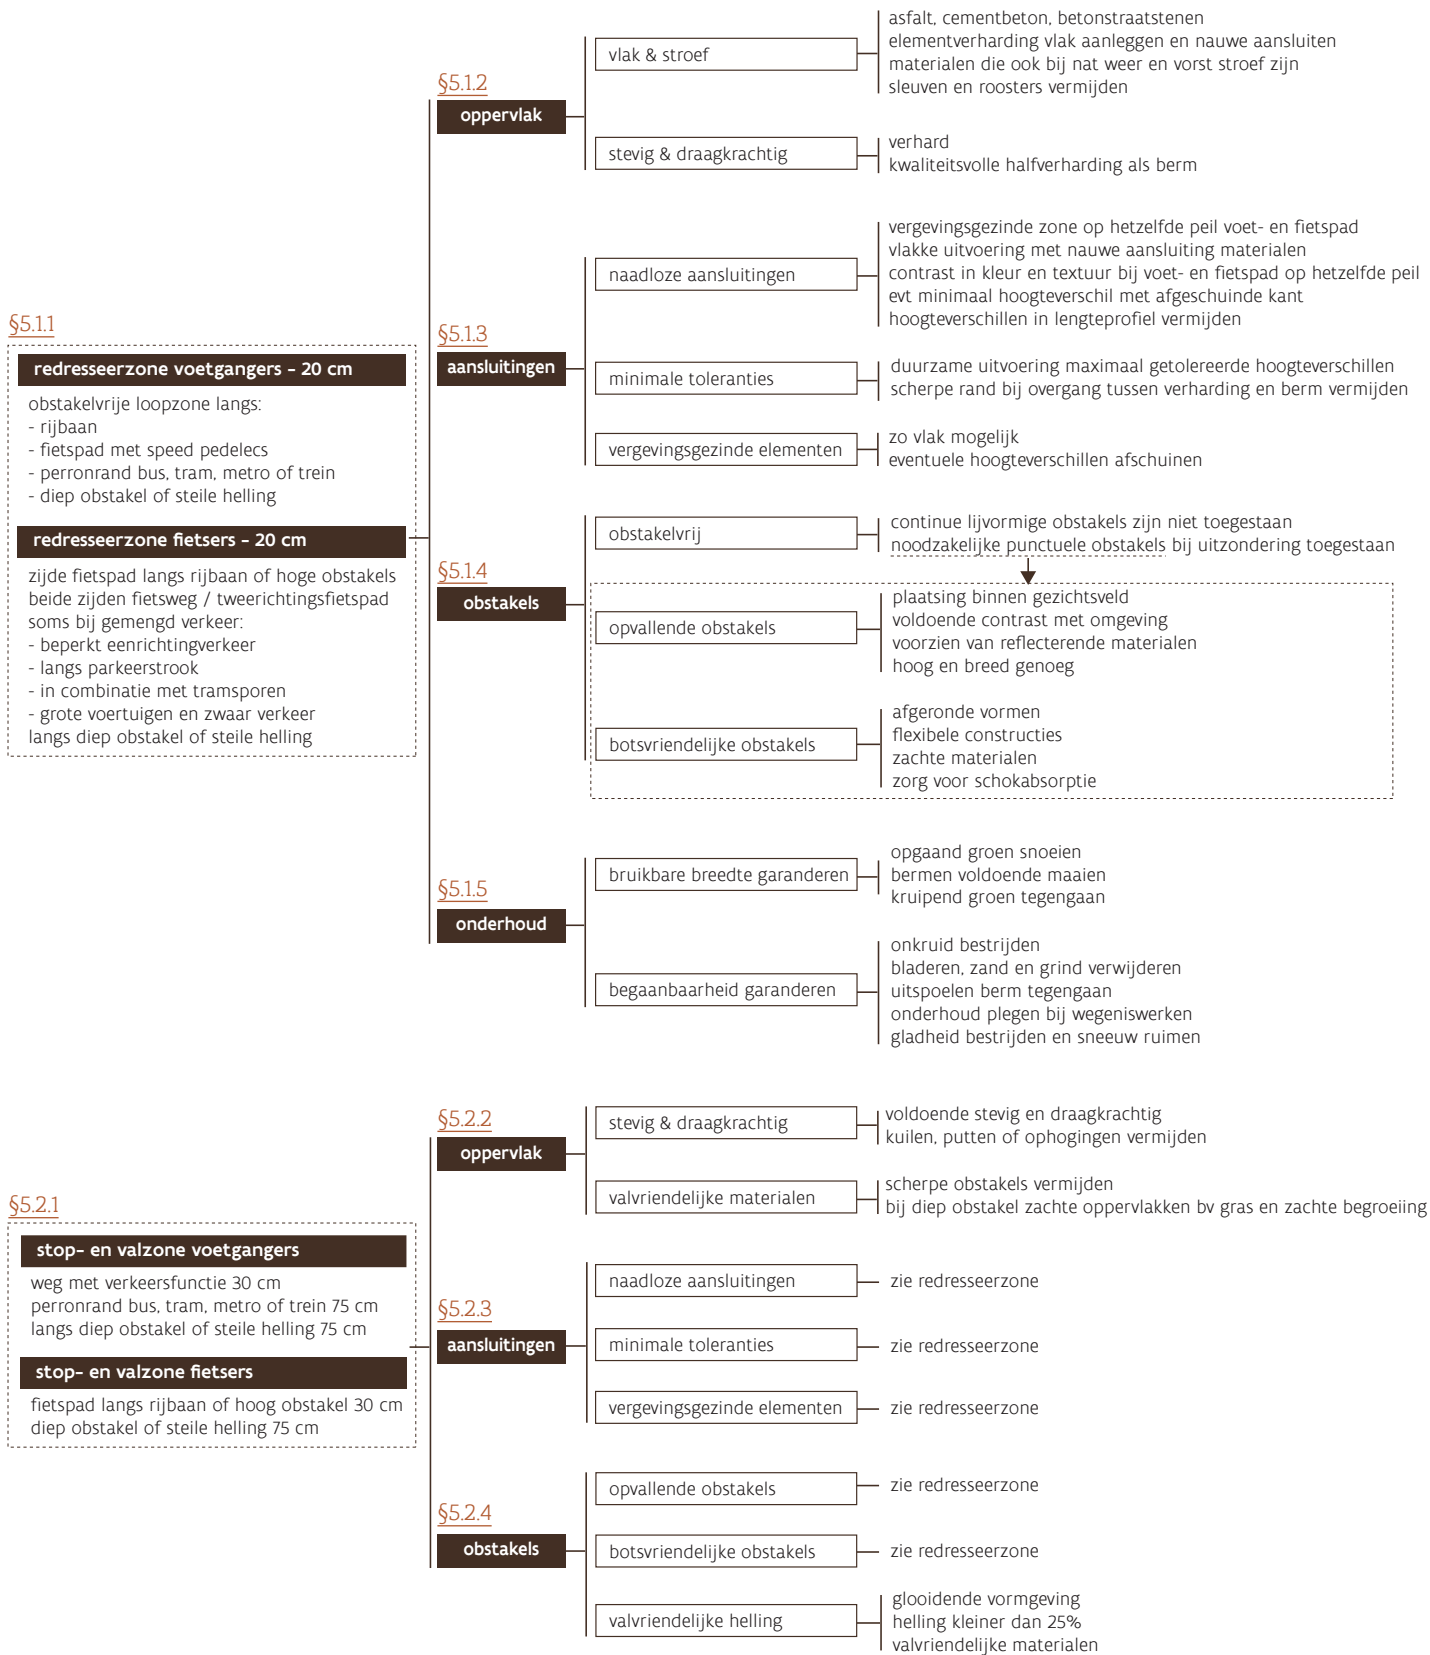 §5.1.1
redresseerzone voetgangers - 20 cm
obstakelvrije loopzone langs:
- rijbaan
- fietspad met speed pedelecs
- perronrand bus, tram, metro of trein
- diep obstakel of steile helling
redresseerzone fietsers - 20 cm
zijde fietspad langs rijbaan of hoge obstakels
beide zijden fietsweg / tweerichtingsfietspad
soms bij gemengd verkeer:
- beperkt eenrichtingverkeer
- langs parkeerstrook
- in combinatie met tramsporen
- grote voertuigen en zwaar verkeer
langs diep obstakel of steile helling
§5.1.2
oppervlak
vlak & stroef
asfalt, cementbeton, betonstraatstenen
elementverharding vlak aanleggen en nauwe aansluiten
materialen die ook bij nat weer en vorst stroef zijn
sleuven en roosters vermijden
stevig & draagkrachtig
verhard
kwaliteitsvolle halfverharding als berm
§5.1.3
aansluitingen
naadloze aansluitingen
vergevingsgezinde zone op hetzelfde peil voet- en fietspad
vlakke uitvoering met nauwe aansluiting materialen
contrast in kleur en textuur bij voet- en fietspad op hetzelfde peil
evt minimaal hoogteverschil met afgeschuinde kant
hoogteverschillen in lengteprofiel vermijden
minimale toleranties
duurzame uitvoering maximaal getolereerde hoogteverschillen
scherpe rand bij overgang tussen verharding en berm vermijden
vergevingsgezinde elementen
zo vlak mogelijk
eventuele hoogteverschillen afschuinen
§5.1.4
obstakels
obstakelvrij
continue lijvormige obstakels zijn niet toegestaan
noodzakelijke punctuele obstakels bij uitzondering toegestaan
opvallende obstakels
plaatsing binnen gezichtsveld
voldoende contrast met omgeving
voorzien van reflecterende materialen
hoog en breed genoeg
botsvriendelijke obstakels
afgeronde vormen
flexibele constructies
zachte materialen
zorg voor schokabsorptie
§5.1.5
onderhoud
bruikbare breedte garanderen
opgaand groen snoeien
bermen voldoende maaien
kruipend groen tegengaan
begaanbaarheid garanderen
onkruid bestrijden
bladeren, zand en grind verwijderen
uitspoelen berm tegengaan
onderhoud plegen bij wegeniswerken
gladheid bestrijden en sneeuw ruimen
§5.2.1
stop- en valzone voetgangers
weg met verkeersfunctie 30 cm
perronrand bus, tram, metro of trein 75 cm
langs diep obstakel of steile helling 75 cm
stop- en valzone fietsers
fietspad langs rijbaan of hoog obstakel 30 cm
diep obstakel of steile helling 75 cm
§5.2.2
oppervlak
stevig & draagkrachtig
voldoende stevig en draagkrachtig
kuilen, putten of ophogingen vermijden
valvriendelijke materialen
scherpe obstakels vermijden
bij diep obstakel zachte oppervlakken bv gras en zachte begroeiing
§5.2.3
aansluitingen
naadloze aansluitingen
zie redresseerzone
minimale toleranties
zie redresseerzone
vergevingsgezinde elementen
zie redresseerzone
§5.2.4
obstakels
opvallende obstakels
zie redresseerzone
botsvriendelijke obstakels
zie redresseerzone
valvriendelijke helling
glooidende vormgeving
helling kleiner dan 25%
valvriendelijke materialen